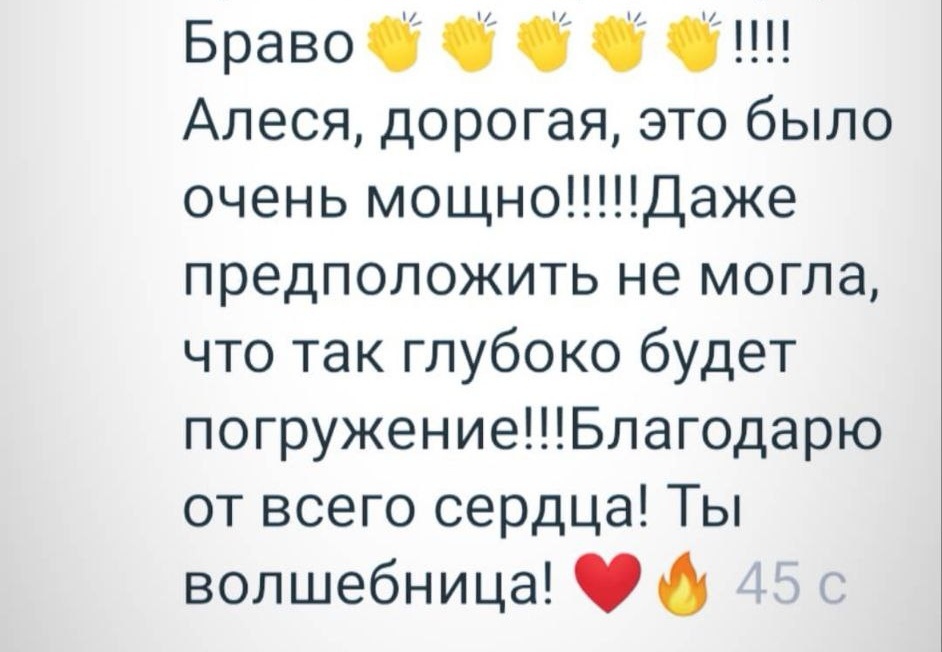 Браво👏👏👏👏👏!!!!
Алеся, дорогая, это было
очень мощно!!!!!Даже
предположить не могла,
что так глубоко будет
погружение!!!Благодарю
от всего сердца! Ты
волшебница! ❤️🔥 45 с